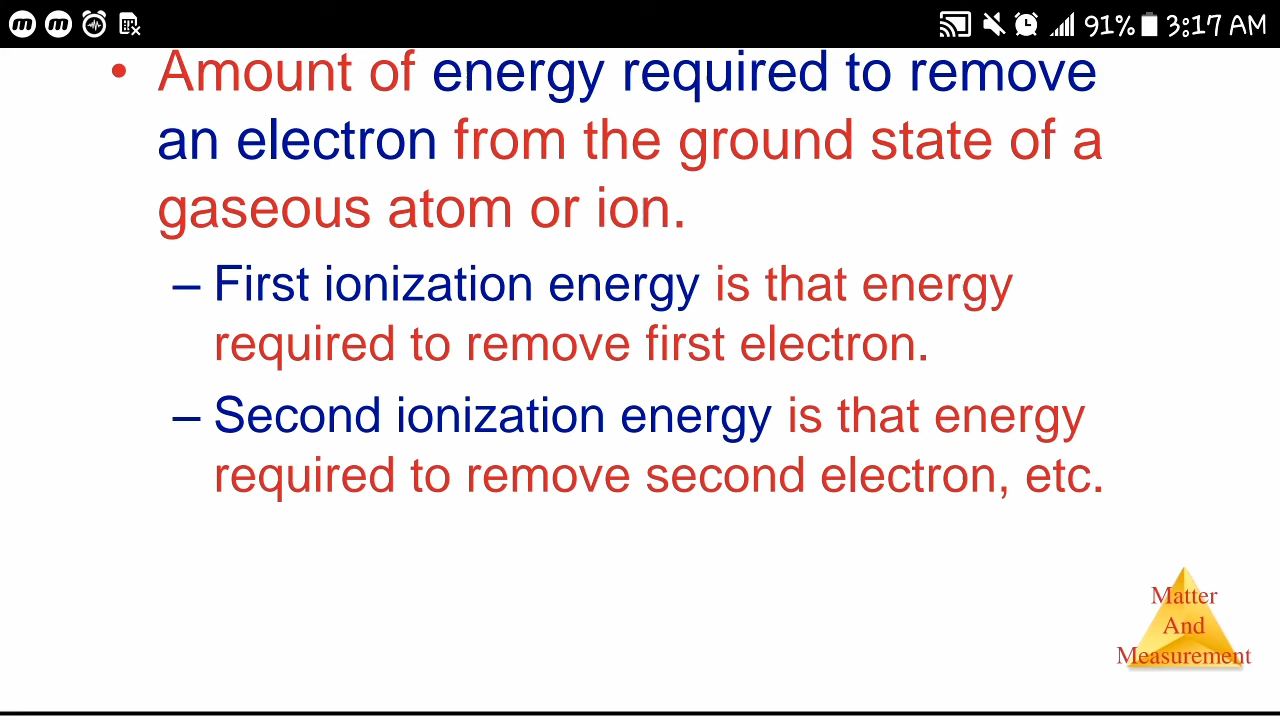 91% 3:17 AM
• Amount of energy required to remove
an electron from the ground state of a
gaseous atom or ion.
– First ionization energy is that energy
required to remove first electron.
– Second ionization energy is that energy
required to remove second electron, etc.
Matter
And
Measurement